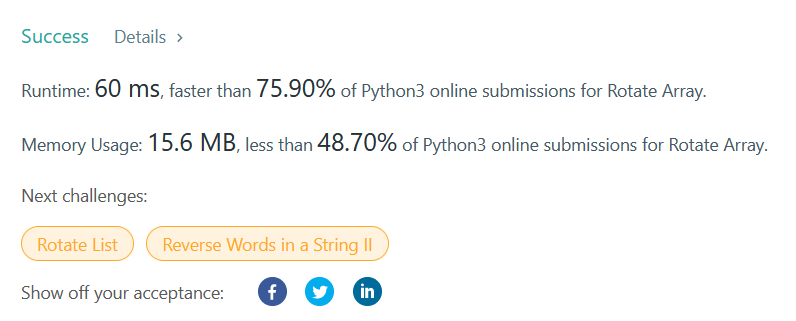 Success Details >
Runtime: 60 ms, faster than 75.90% of Python3 online submissions for Rotate Array.
Memory Usage: 15.6 MB, less than 48.70% of Python3 online submissions for Rotate Array.
Next challenges:
Rotate List Reverse Words in a String II
Show off your acceptance: f in